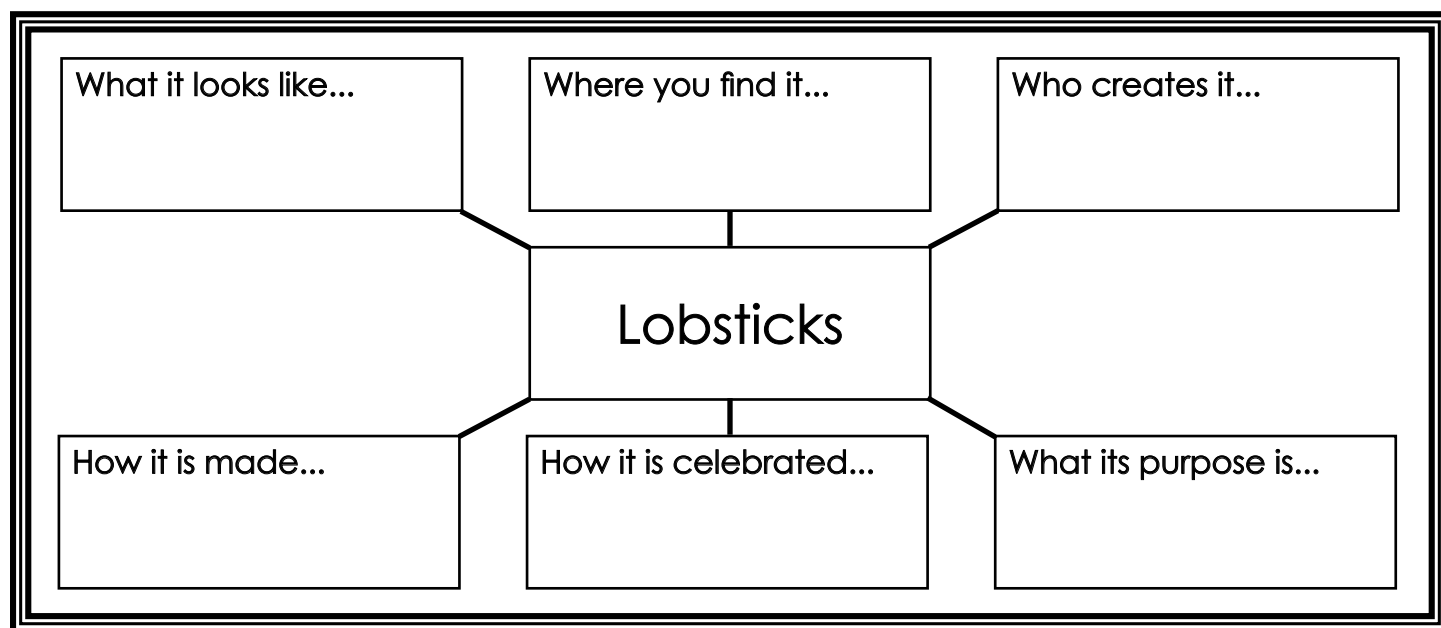 What it looks like...
Where you find it...
Who creates it...
Lobsticks
How it is made...
How it is celebrated...
What its purpose is...